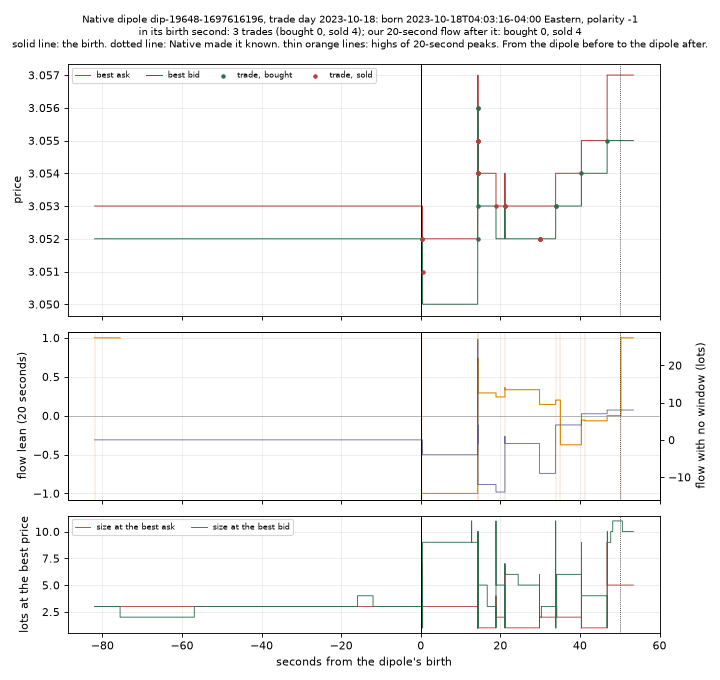 Native dipole dip-19648-1697616196, trade day 2023-10-18: born 2023-10-18T04:03:16-04:00 Eastern, polarity -1
in its birth second: 3 trades (bought 0, sold 4); our 20-second flow after it: bought 0, sold 4
solid line: the birth. dotted line: Native made it known. thin orange lines: highs of 20-second peaks. From the dipole before to the dipole after.
best ask
best bid
trade, bought
trade, sold
3.057
3.056
3.055
3.054
3.053
3.052
3.051
3.050
price
1.0
0.5
0.0
−0.5
−1.0
flow lean (20 seconds)
20
10
0
−10
flow with no window (lots)
size at the best ask
size at the best bid
10.0
7.5
5.0
2.5
lots at the best price
−80
−60
−40
−20
0
20
40
60
seconds from the dipole's birth